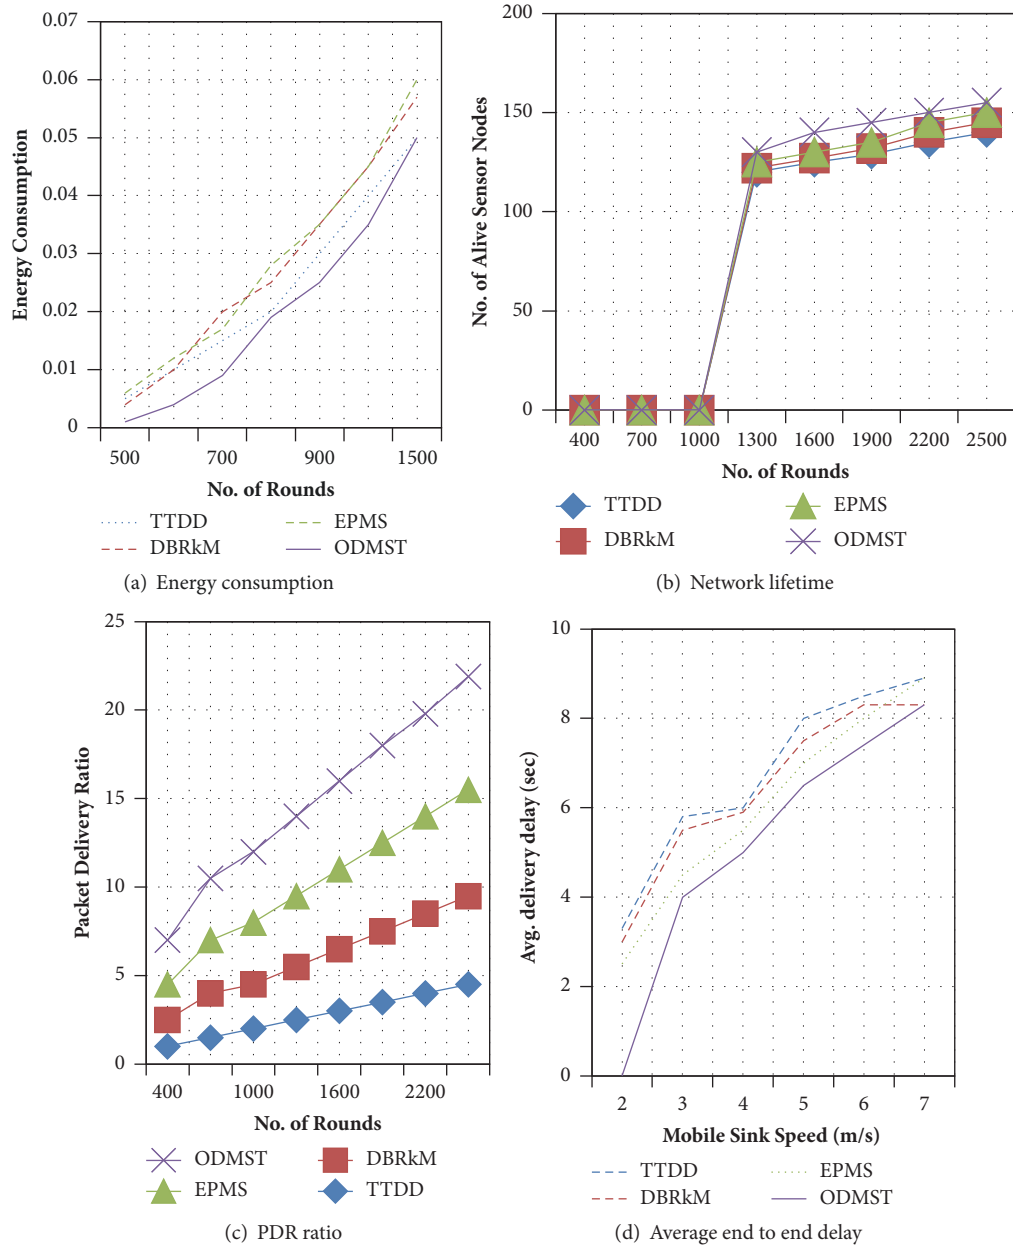 0.07
0.06
0.05
0.04
0.03
0.02
0.01
0
Energy Consumption
500 700 900 1500
No. of Rounds
TTDD EPMS
DBRkM ODMST
(a) Energy consumption
200
150
100
50
0
No. of Alive Sensor Nodes
400 700 1000 1300 1600 1900 2200 2500
No. of Rounds
TTDD EPMS
DBRkM ODMST
(b) Network lifetime
25
20
15
10
5
0
Packet Delivery Ratio
400 1000 1600 2200
No. of Rounds
ODMST DBRkM
EPMS TTDD
(c) PDR ratio
10
8
6
4
2
0
Avg. delivery delay (sec)
2 3 4 5 6 7
Mobile Sink Speed (m/s)
TTDD EPMS
DBRkM ODMST
(d) Average end to end delay